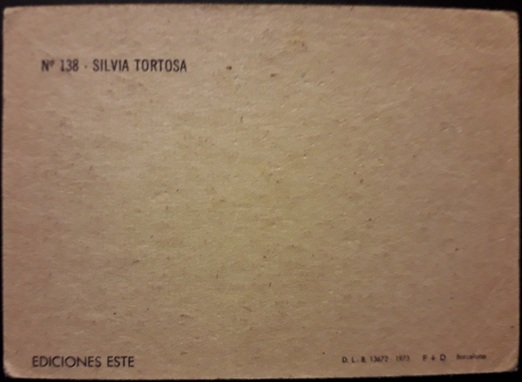 Nº 138 - SILVIA TORTOSA
EDICIONES ESTE
D. L. B. 13672 1973 Barcelona